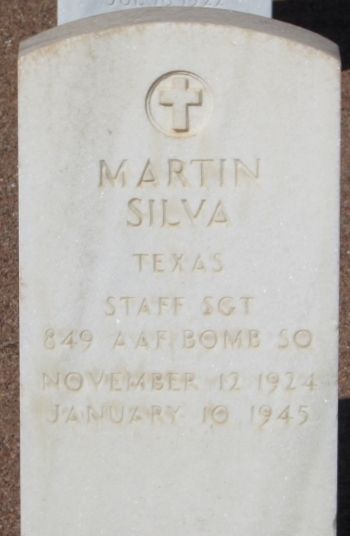 MARTIN
SILVA
TEXAS
STAFF SGT
849 AAF BOMB SQ
NOVEMBER 12 1924
JANUARY 10 1945